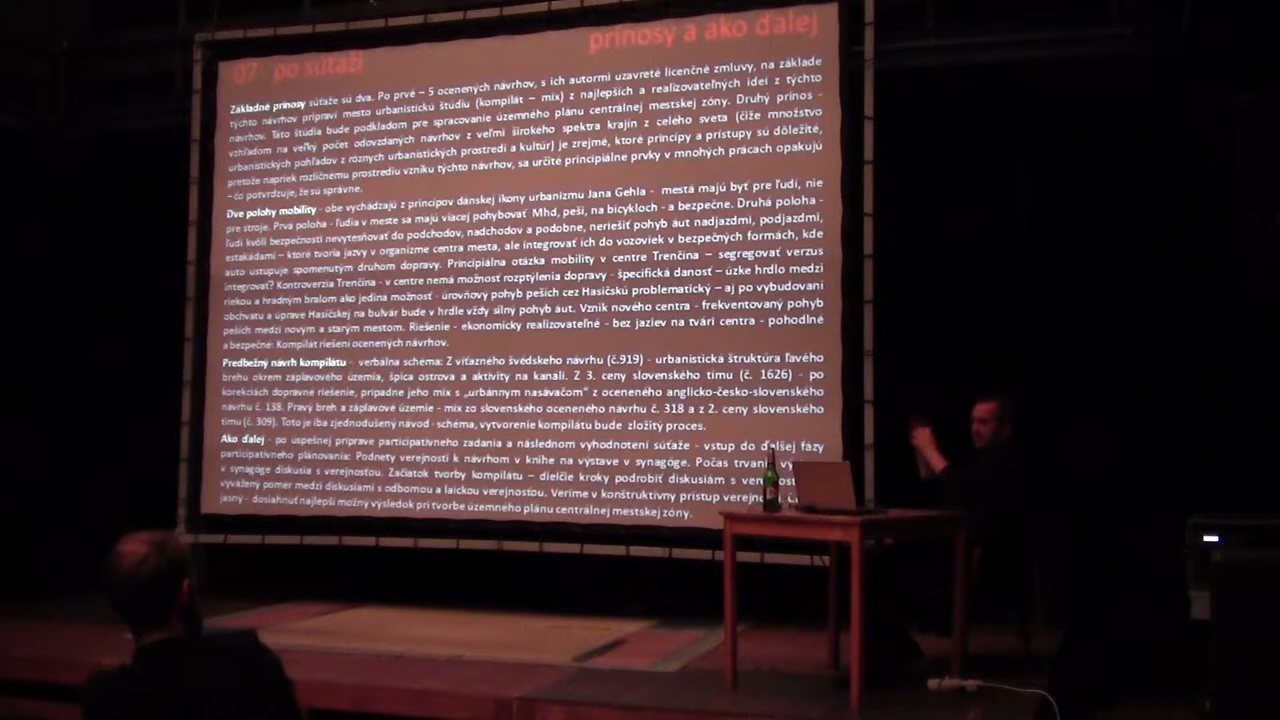 07 po súťaži
prínosy a ako ďalej
Základné prínosy súťaže sú dva. Po prvé – 5 ocenených návrhov, s ich autormi uzavreté licenčné zmluvy, na základe
týchto návrhov pripraví mesto urbanistickú štúdiu (kompilát – mix) z najlepších a realizovateľných ideí z týchto
návrhov. Táto štúdia bude podkladom pre spracovanie územného plánu centrálnej mestskej zóny. Druhý prínos -
vzhľadom na veľký počet odovzdaných návrhov z veľmi širokého spektra krajín z celého sveta (čiže množstvo
urbanistických pohľadov z rôznych urbanistických prostredí a kultúr) je zrejmé, ktoré princípy a prístupy sú dôležité,
pretože napriek rozličnému prostrediu vzniku týchto návrhov, sa určité principiálne prvky v mnohých prácach opakujú
– čo potvrdzuje, že sú správne.
Dve polohy mobility - obe vychádzajú z princípov dánskej ikony urbanizmu Jana Gehla - mestá majú byť pre ľudí, nie
pre stroje. Prvá poloha - ľudia v meste sa majú viacej pohybovať Mhd, peši, na bicykloch - a bezpečne. Druhá poloha -
ľudí kvôli bezpečnosti nevytesňovať do podchodov, nadchodov a podobne, neriešiť pohyb áut nadjazdmi, podjazdmi,
estakádami – ktoré tvoria jazvy v organizme centra mesta, ale integrovať ich do vozoviek v bezpečných formách, kde
auto ustupuje spomenutým druhom dopravy. Principiálna otázka mobility v centre Trenčína – segregovať verzus
integrovať? Kontroverzia Trenčína - v centre nemá možnosť rozptýlenia dopravy - špecifická danosť – úzke hrdlo medzi
riekou a hradným bralom ako jediná možnosť - úrovňový pohyb peších cez Hasičskú problematický – aj po vybudovaní
obchvatu a úprave Hasičskej na bulvár bude v hrdle vždy silný pohyb áut. Vznik nového centra - frekventovaný pohyb
peších medzi novým a starým mestom. Riešenie - ekonomicky realizovateľné - bez jaziev na tvári centra - pohodlné
a bezpečné: Kompilát riešení ocenených návrhov.
Predbežný návrh kompilátu - verbálna schéma: Z víťazného švédskeho návrhu (č.919) - urbanistická štruktúra ľavého
brehu okrem záplavového územia, špica ostrova a aktivity na kanáli. Z 3. ceny slovenského tímu (č. 1626) - po
korekciách dopravné riešenie, prípadne jeho mix s „urbánnym nasávačom" z oceneného anglicko-česko-slovenského
návrhu č. 138. Pravý breh a záplavové územie - mix zo slovenského oceneného návrhu č. 318 a z 2. ceny slovenského
tímu (č. 309). Toto je iba zjednodušený návod - schéma, vytvorenie kompilátu bude zložitý proces.
Ako ďalej - po úspešnej príprave participatívneho zadania a následnom vyhodnotení súťaže - vstup do ďalšej fázy
participatívneho plánovania: Podnety verejnosti k návrhom v knihe na výstave v synagóge. Počas trvania
v synagóge diskusia s verejnosťou. Začiatok tvorby kompilátu – dielčie kroky podrobiť diskusiám s
vyvážený pomer medzi diskusiami s odbornou a laickou verejnosťou. Veríme v konštruktívny prístup
jasný - dosiahnuť najlepší možný výsledok pri tvorbe územného plánu centrálnej mestskej zóny.